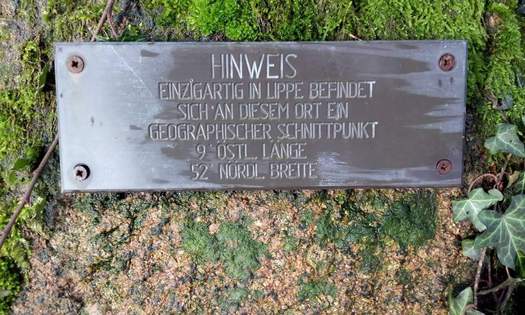 HINWEIS
EINZIGARTIG IN LIPPE BEFINDET
SICH AN DIESEM ORT EIN
GEOGRAPHISCHER SCHNITTPUNKT
9° ÖSTL. LÄNGE
52° NÖRDL. BREITE